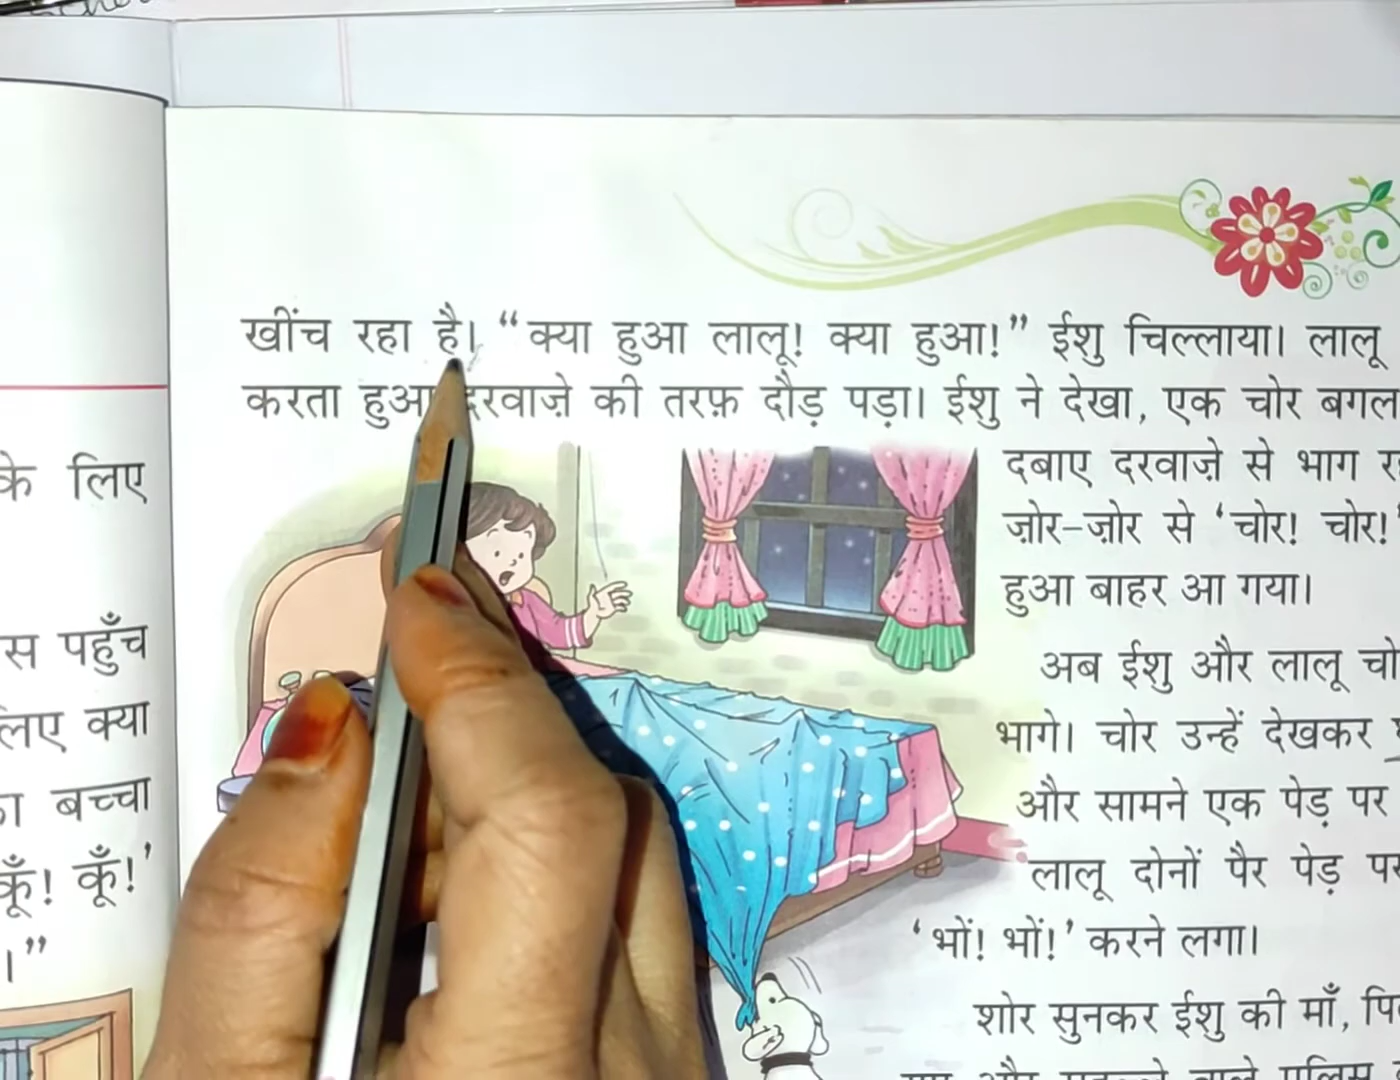 के लिए
पहुँच
क्या
बच्चा
कूँ! कूँ!’
।”
खींच रहा है। “क्या हुआ लालू! क्या हुआ!” ईशु चिल्लाया। लालू
करता हुआ दरवाज़े की तरफ़ दौड़ पड़ा। ईशु ने देखा, एक चोर बगल
दबाए दरवाज़े से भाग
ज़ोर-ज़ोर से ‘चोर! चोर!’
हुआ बाहर आ गया।
अब ईशु और लालू
भागे। चोर उन्हें देखकर
और सामने एक पेड़ पर
लालू दोनों पैर पेड़
‘भों! भों!’ करने लगा।
शोर सुनकर ईशु की माँ,